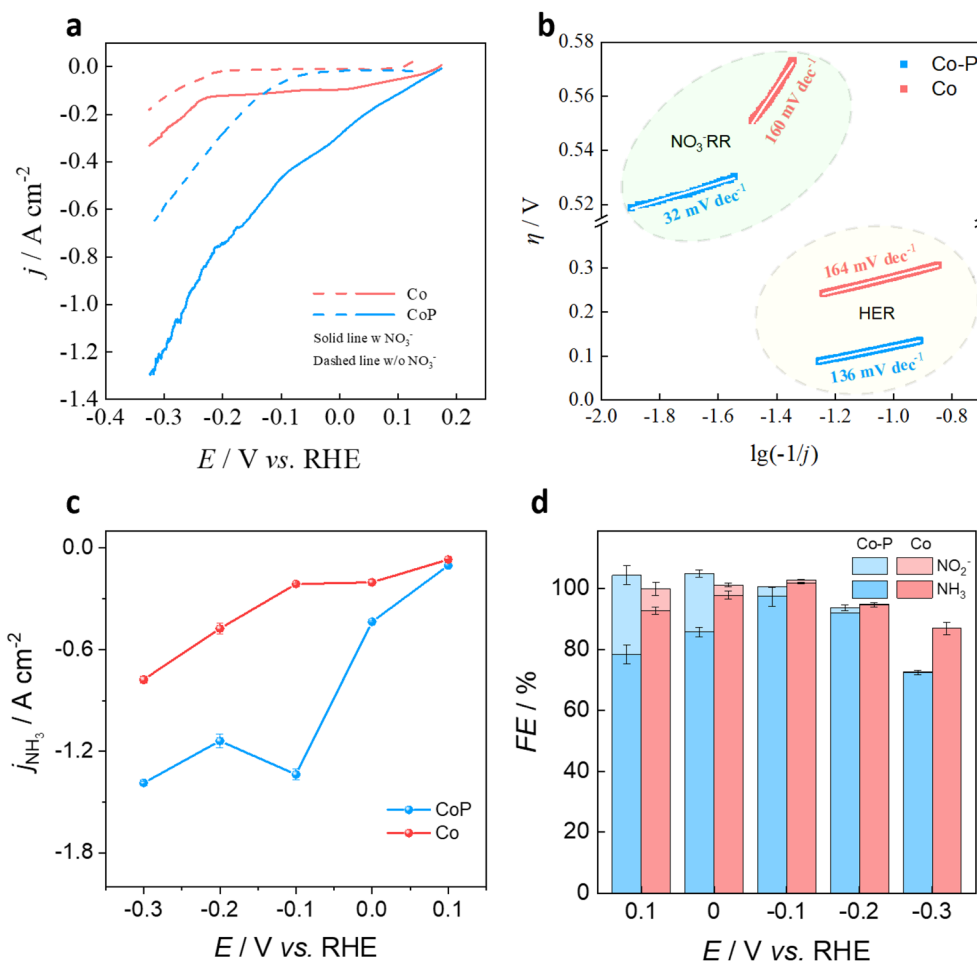 a
0.0
-0.2
-0.4
-0.6
-0.8
-1.0
-1.2
-1.4
j / A cm⁻²
Co
CoP
Solid line w NO₃⁻
Dashed line w/o NO₃⁻
-0.4 -0.3 -0.2 -0.1 0.0 0.1 0.2
E / V vs. RHE
b
0.58
0.56
0.54
0.52
0.3
0.2
0.1
0.0
η / V
Co-P
Co
160 mV dec⁻¹
NO₃⁻RR
32 mV dec⁻¹
164 mV dec⁻¹
HER
136 mV dec⁻¹
-2.0 -1.8 -1.6 -1.4 -1.2 -1.0 -0.8
lg(-1/j)
c
0.0
-0.6
-1.2
-1.8
j NH₃ / A cm⁻²
CoP
Co
-0.3 -0.2 -0.1 0.0 0.1
E / V vs. RHE
d
100
80
60
40
20
0
FE / %
Co-P Co
NO₂⁻
NH₃
0.1 0 -0.1 -0.2 -0.3
E / V vs. RHE